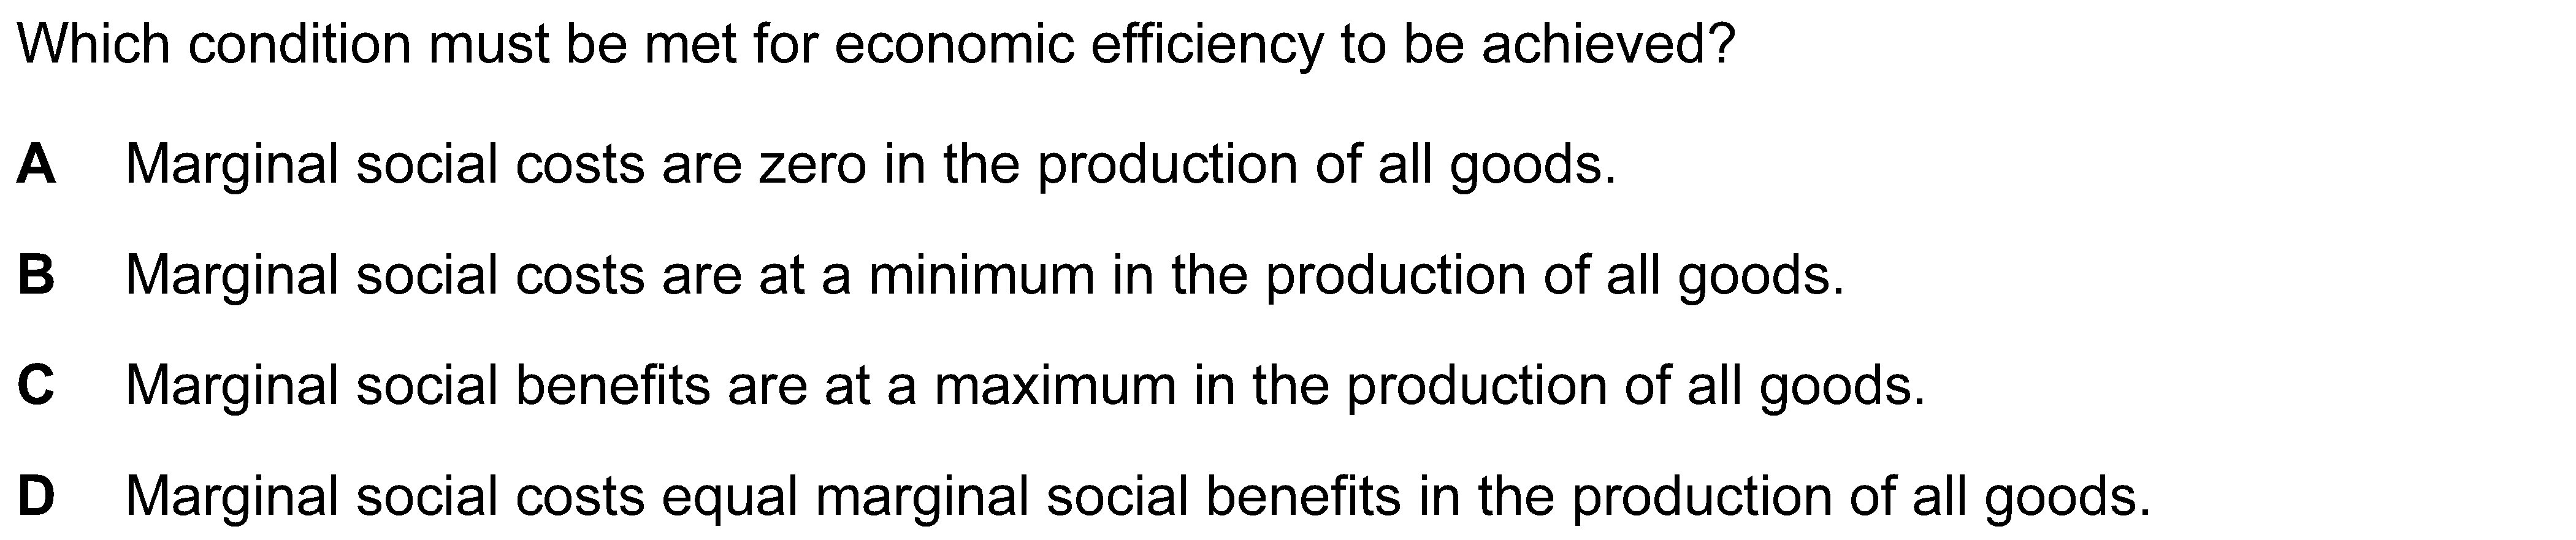 Which condition must be met for economic efficiency to be achieved?
A Marginal social costs are zero in the production of all goods.
B Marginal social costs are at a minimum in the production of all goods.
C Marginal social benefits are at a maximum in the production of all goods.
D Marginal social costs equal marginal social benefits in the production of all goods.